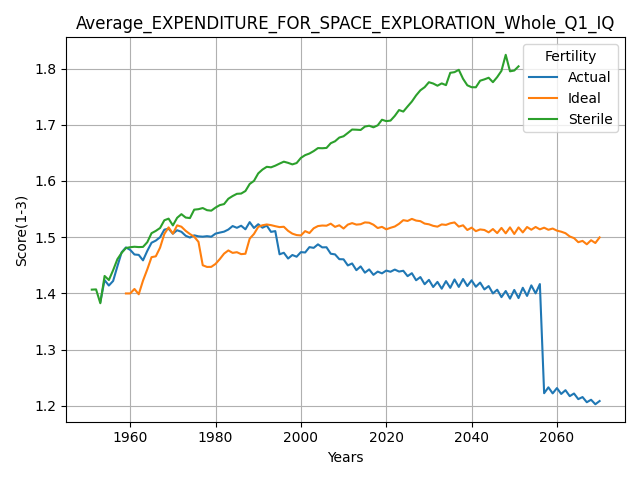 Average_EXPENDITURE_FOR_SPACE_EXPLORATION_Whole_Q1_IQ
Fertility
Actual
Ideal
Sterile
Score(1-3)
1.8
1.7
1.6
1.5
1.4
1.3
1.2
1960 1980 2000 2020 2040 2060
Years